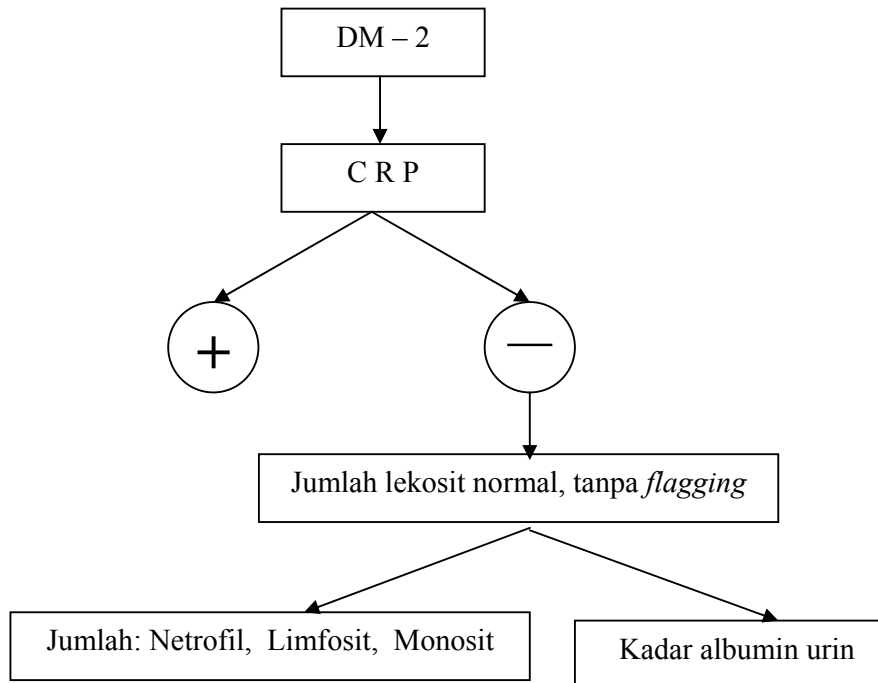 DM – 2
C R P
+
—
Jumlah lekosit normal, tanpa flagging
Jumlah: Netrofil, Limfosit, Monosit
Kadar albumin urin